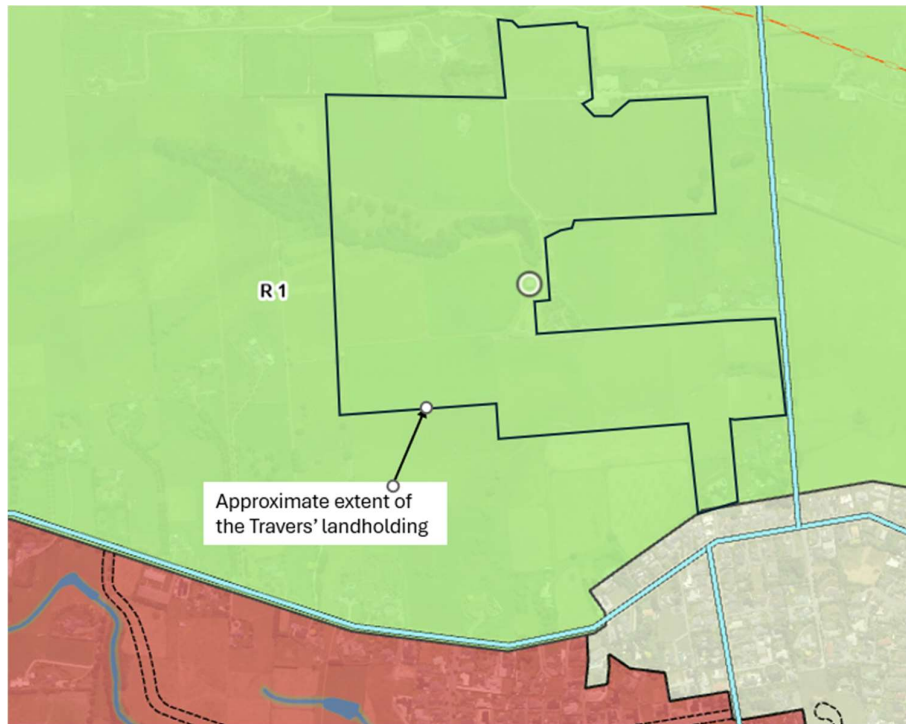 R 1
Approximate extent of
the Travers' landholding